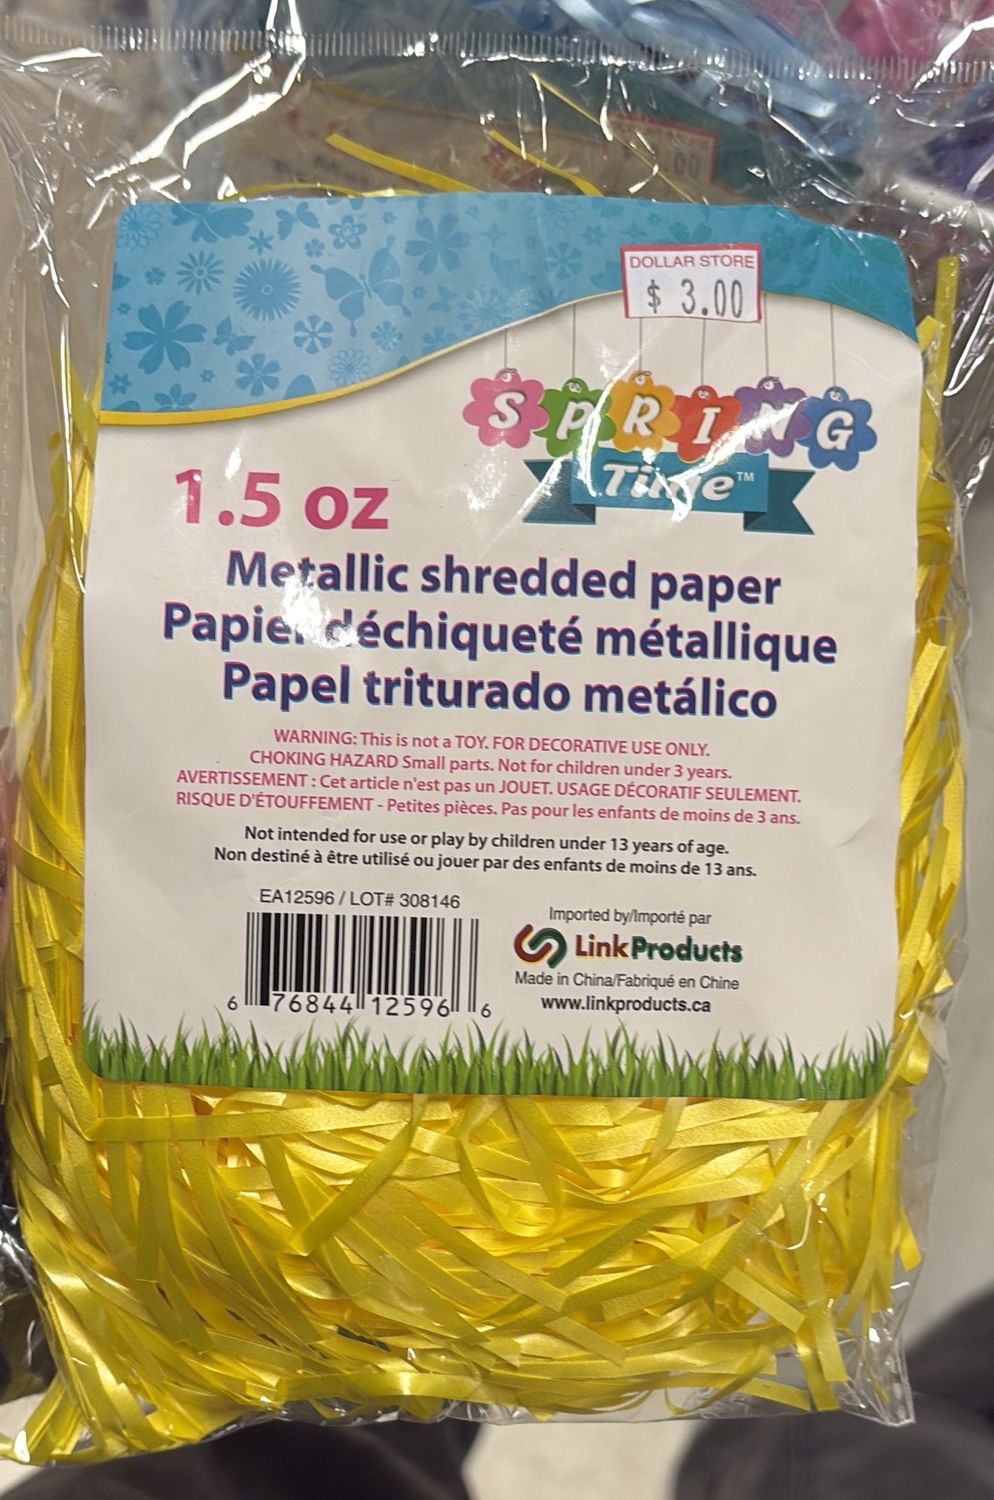 DOLLAR STORE
$ 3.00
SPRING
Time™
1.5 oz
Metallic shredded paper
Papier déchiqueté métallique
Papel triturado metálico
WARNING: This is not a TOY. FOR DECORATIVE USE ONLY.
CHOKING HAZARD Small parts. Not for children under 3 years.
AVERTISSEMENT : Cet article n'est pas un JOUET. USAGE DÉCORATIF SEULEMENT.
RISQUE D'ÉTOUFFEMENT - Petites pièces. Pas pour les enfants de moins de 3 ans.
Not intended for use or play by children under 13 years of age.
Non destiné à être utilisé ou jouer par des enfants de moins de 13 ans.
EA12596 / LOT# 308146
6 76844 12596 6
Imported by/Importé par
LinkProducts
Made in China/Fabriqué en Chine
www.linkproducts.ca